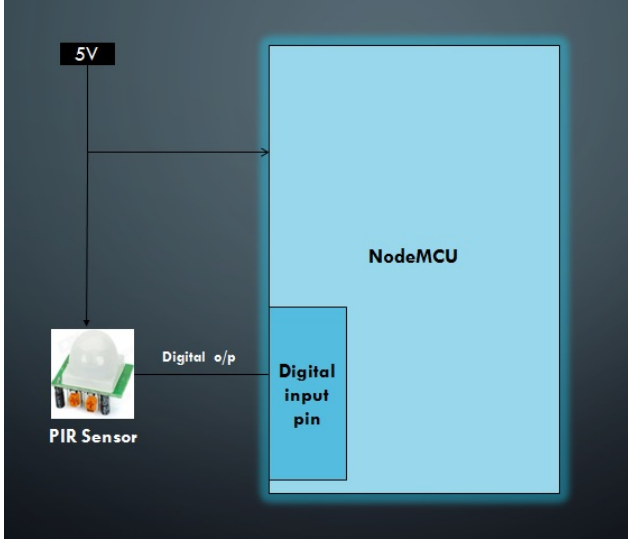 5V
NodeMCU
Digital o/p
Digital
input
pin
PIR Sensor